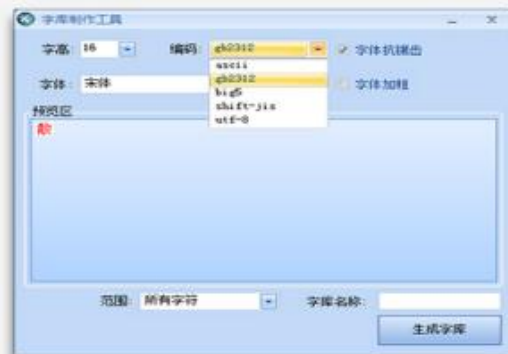 字库制作工具
字高: 16 编码: gb2312 字体抗锯齿
ascii
gb2312
big5
shift-jis
utf-8
字体: 宋体 字体加粗
预览区
范围: 所有字符 字库名称:
生成字库